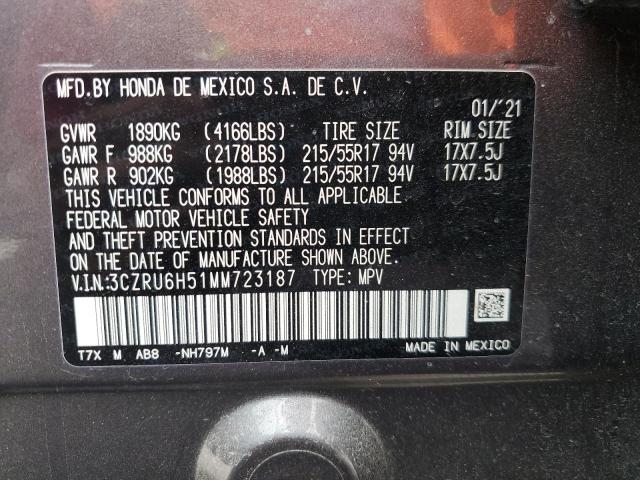 MFD.BY HONDA DE MEXICO S.A. DE C.V.
01/'21
GVWR 1890KG (4166LBS) TIRE SIZE RIM SIZE
GAWR F 988KG (2178LBS) 215/55R17 94V 17X7.5J
GAWR R 902KG (1988LBS) 215/55R17 94V 17X7.5J
THIS VEHICLE CONFORMS TO ALL APPLICABLE
FEDERAL MOTOR VEHICLE SAFETY
AND THEFT PREVENTION STANDARDS IN EFFECT
ON THE DATE OF MANUFACTURE SHOWN ABOVE.
V.I.N:3CZRU6H51MM723187 TYPE: MPV
T7X M AB8 -NH797M -A -M MADE IN MEXICO